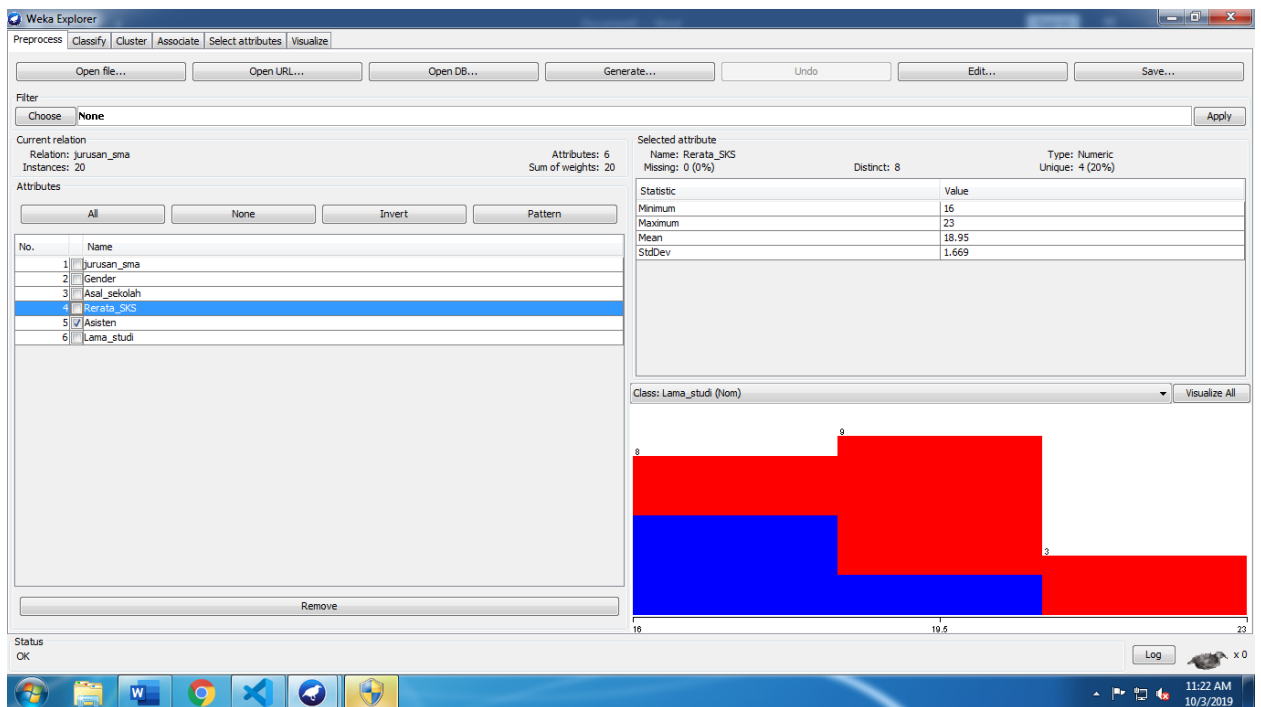 Weka Explorer
Preprocess Classify Cluster Associate Select attributes Visualize
Open file... Open URL... Open DB... Generate... Undo Edit... Save...
Filter
Choose None Apply
Current relation
Relation: jurusan_sma Attributes: 6
Instances: 20 Sum of weights: 20
Attributes
All None Invert Pattern
No. Name
1 jurusan_sma
2 Gender
3 Asal_sekolah
4 Rerata_SKS
5 Asisten
6 Lama_studi
Remove
Selected attribute
Name: Rerata_SKS Type: Numeric
Missing: 0 (0%) Distinct: 8 Unique: 4 (20%)
Statistic Value
Minimum 16
Maximum 23
Mean 18.95
StdDev 1.669
Class: Lama_studi (Nom) Visualize All
8
9
3
16 19.5 23
Status
OK Log x 0
11:22 AM
10/3/2019